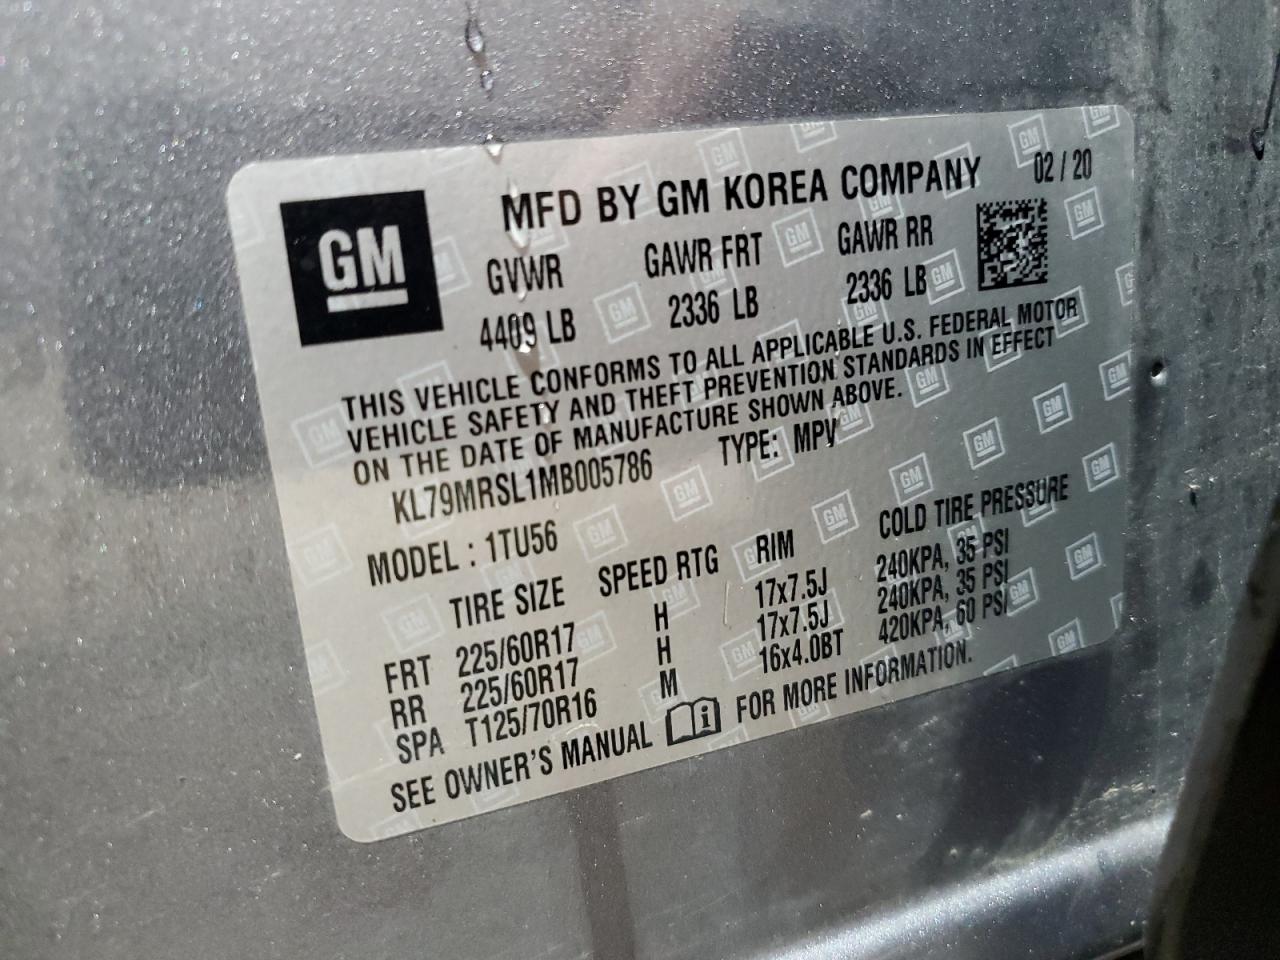 GM
MFD BY GM KOREA COMPANY 02 / 20
GVWR GAWR FRT GAWR RR
4409 LB 2336 LB 2336 LB
THIS VEHICLE CONFORMS TO ALL APPLICABLE U.S. FEDERAL MOTOR
VEHICLE SAFETY AND THEFT PREVENTION STANDARDS IN EFFECT
ON THE DATE OF MANUFACTURE SHOWN ABOVE.
KL79MRSL1MB005786 TYPE: MPV
MODEL : 1TU56
TIRE SIZE SPEED RTG RIM COLD TIRE PRESSURE
FRT 225/60R17 H 17x7.5J 240KPA, 35 PSI
RR 225/60R17 H 17x7.5J 240KPA, 35 PSI
SPA T125/70R16 M 16x4.0BT 420KPA, 60 PSI
SEE OWNER'S MANUAL i FOR MORE INFORMATION.